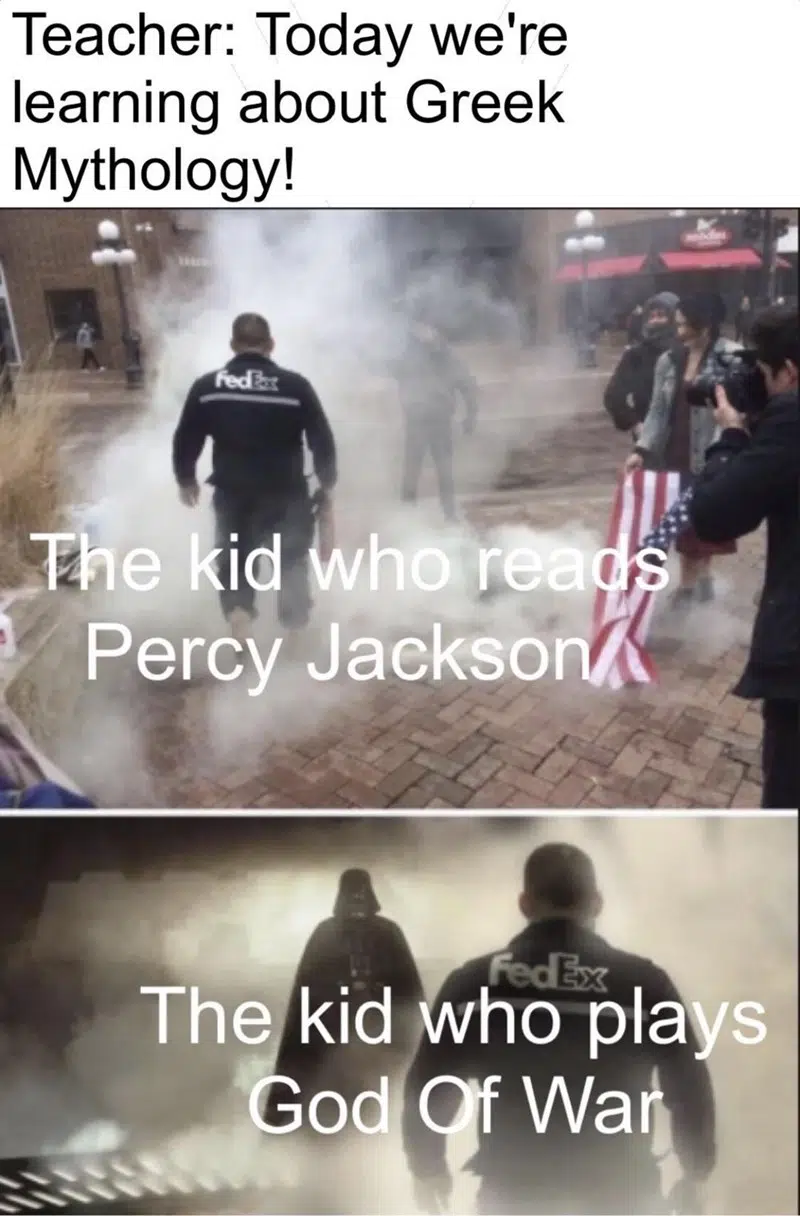 Teacher: Today we're
learning about Greek
Mythology!
FedEx
The kid who reads
Percy Jackson
FedEx
The kid who plays
God Of War